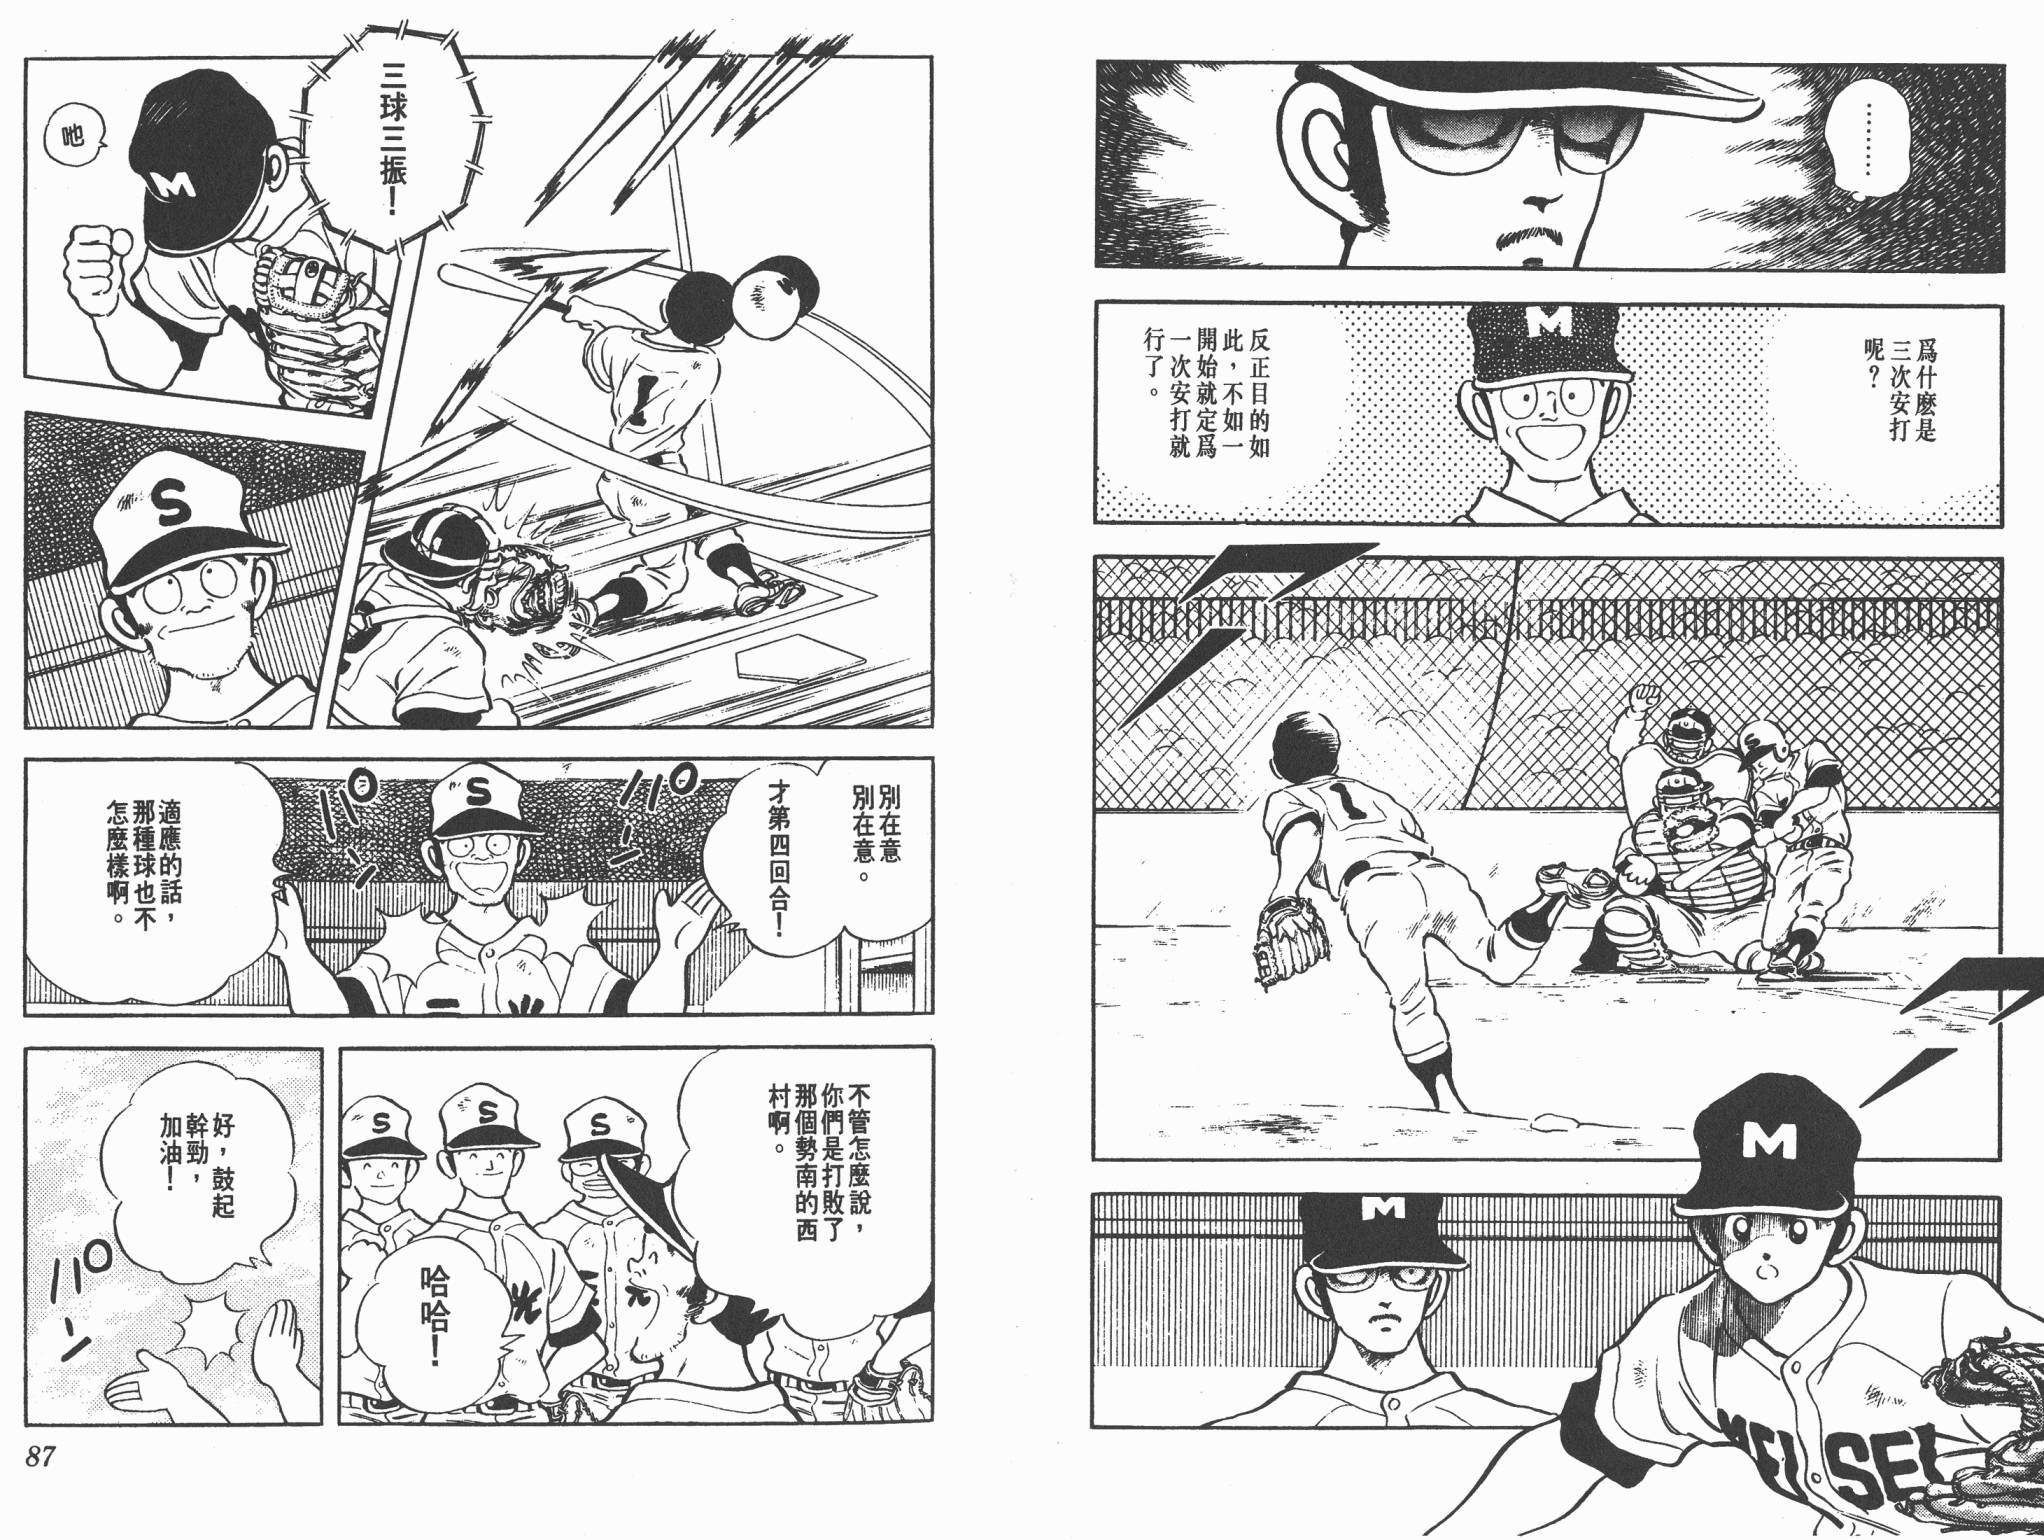 ………
爲什麽是
三次安打
呢？
反正目的如
此，不如一
開始就定爲
一次安打就
行了。
M
1
S
M
M
MEISEI
三球三振！
吔
M
1
S
別在意
別在意。
才第四回合！
S
適應的話，
那種球也不
怎麼樣啊。
不管怎麼說，
你們是打敗了
那個勢南的西
村啊。
S
S
S
哈
哈！
好，鼓起
幹勁，
加油！
87